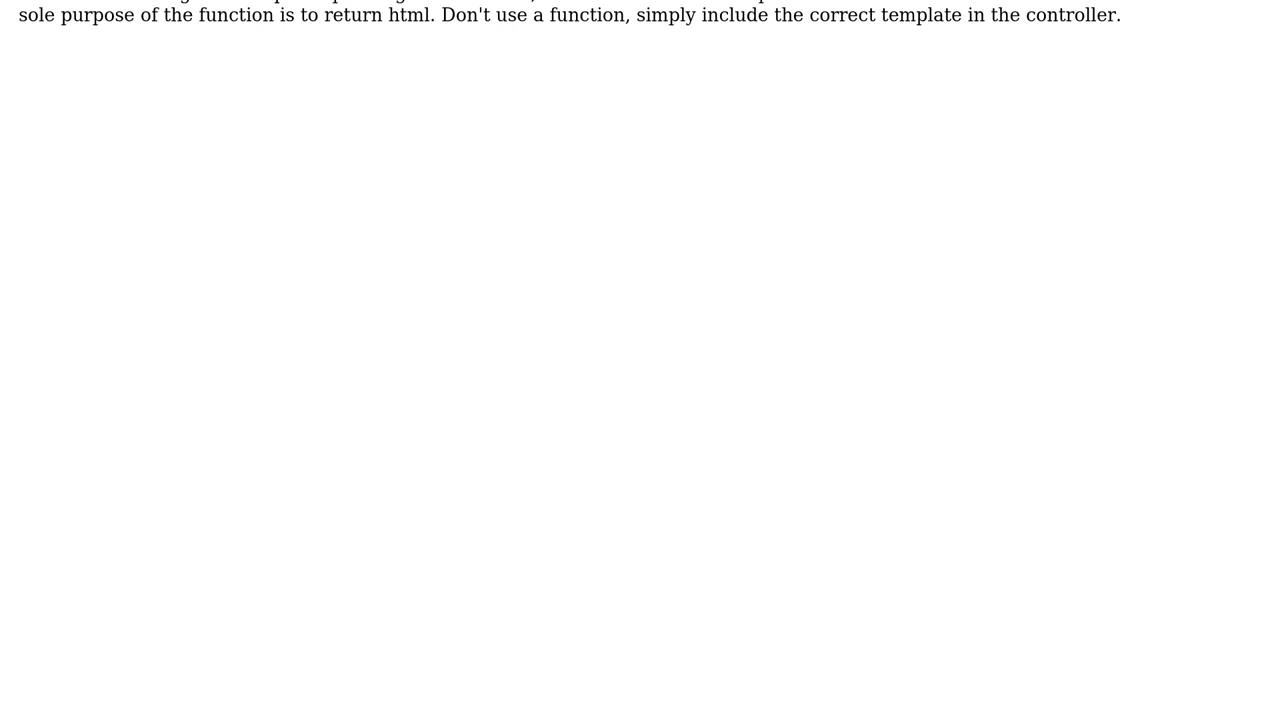 sole purpose of the function is to return html. Don't use a function, simply include the correct template in the controller.